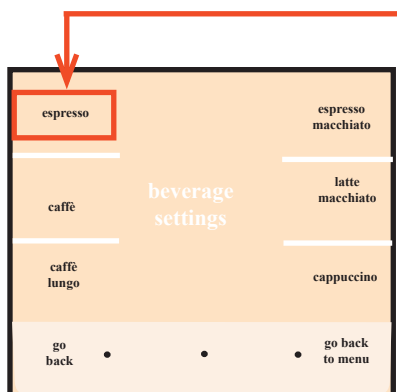 espresso
espresso
macchiato
beverage
settings
latte
macchiato
caffè
caffè
lungo
cappuccino
go
back
go back
to menu